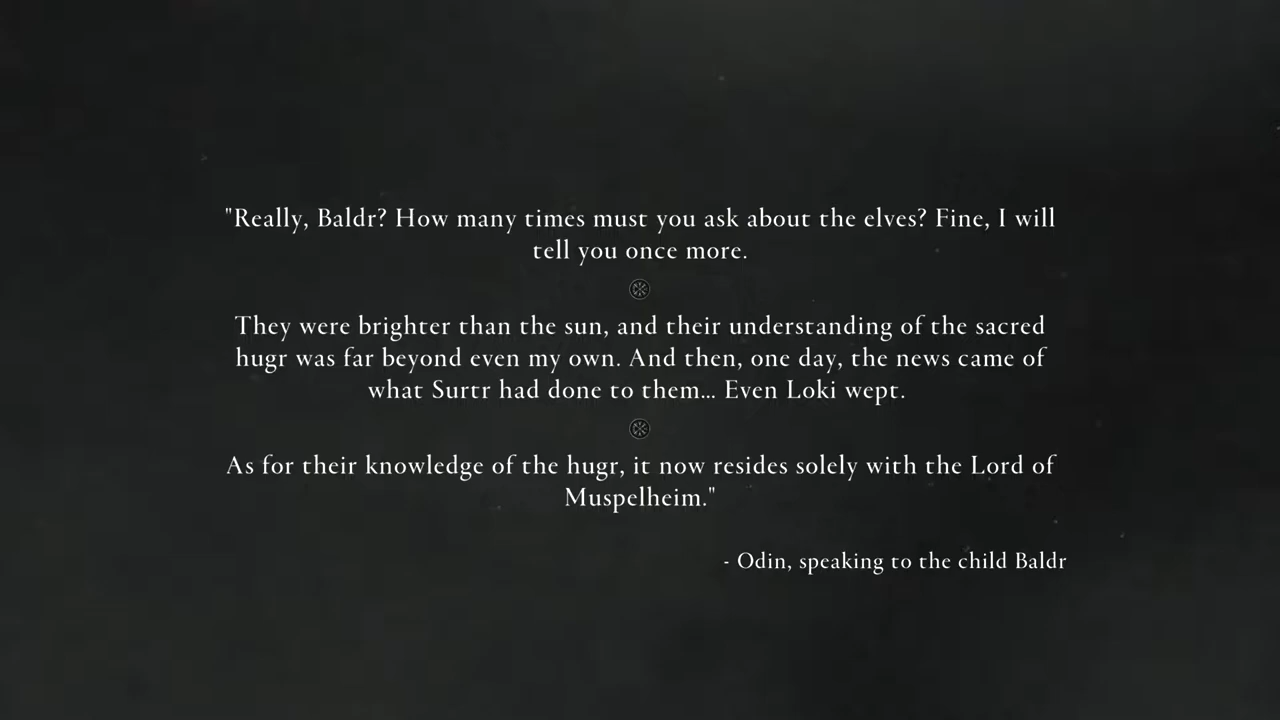 "Really, Baldr? How many times must you ask about the elves? Fine, I will
tell you once more.
They were brighter than the sun, and their understanding of the sacred
hugr was far beyond even my own. And then, one day, the news came of
what Surtr had done to them... Even Loki wept.
As for their knowledge of the hugr, it now resides solely with the Lord of
Muspelheim."
- Odin, speaking to the child Baldr